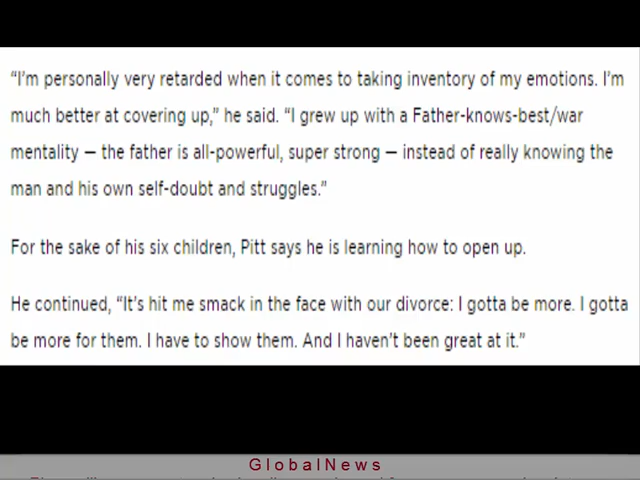 “I’m personally very retarded when it comes to taking inventory of my emotions. I’m
much better at covering up,” he said. “I grew up with a Father-knows-best/war
mentality — the father is all-powerful, super strong — instead of really knowing the
man and his own self-doubt and struggles.”
For the sake of his six children, Pitt says he is learning how to open up.
He continued, “It’s hit me smack in the face with our divorce: I gotta be more. I gotta
be more for them. I have to show them. And I haven’t been great at it.”
GlobalNews